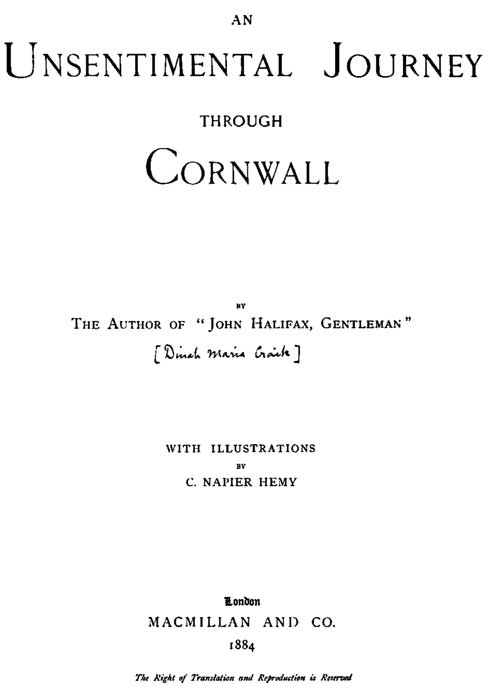 AN
UNSENTIMENTAL JOURNEY
THROUGH
CORNWALL
BY
THE AUTHOR OF "JOHN HALIFAX, GENTLEMAN"
[Dinah Maria Craik]
WITH ILLUSTRATIONS
BY
C. NAPIER HEMY
London
MACMILLAN AND CO.
1884
The Right of Translation and Reproduction is Reserved